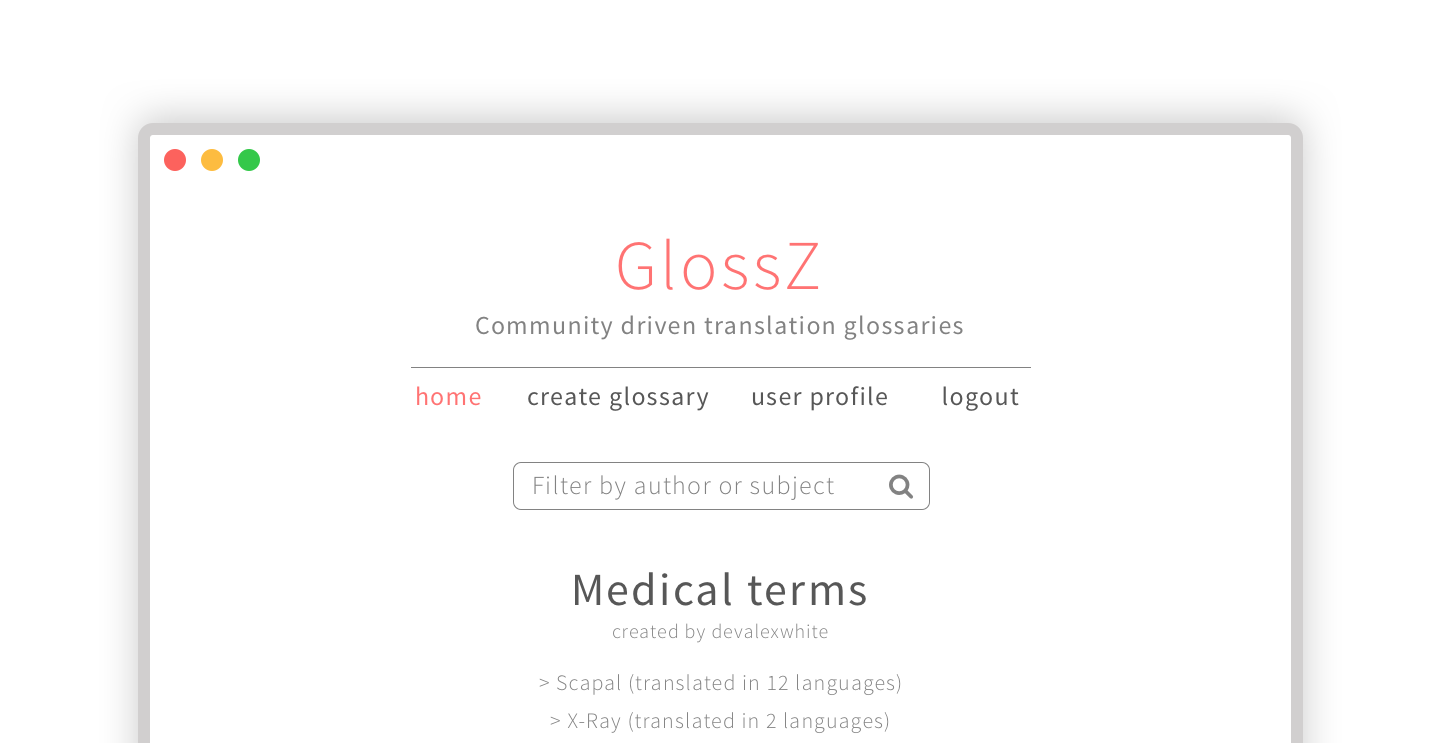 GlossZ
Community driven translation glossaries
home create glossary user profile logout
Filter by author or subject
Medical terms
created by devalexwhite
> Scapal (translated in 12 languages)
> X-Ray (translated in 2 languages)